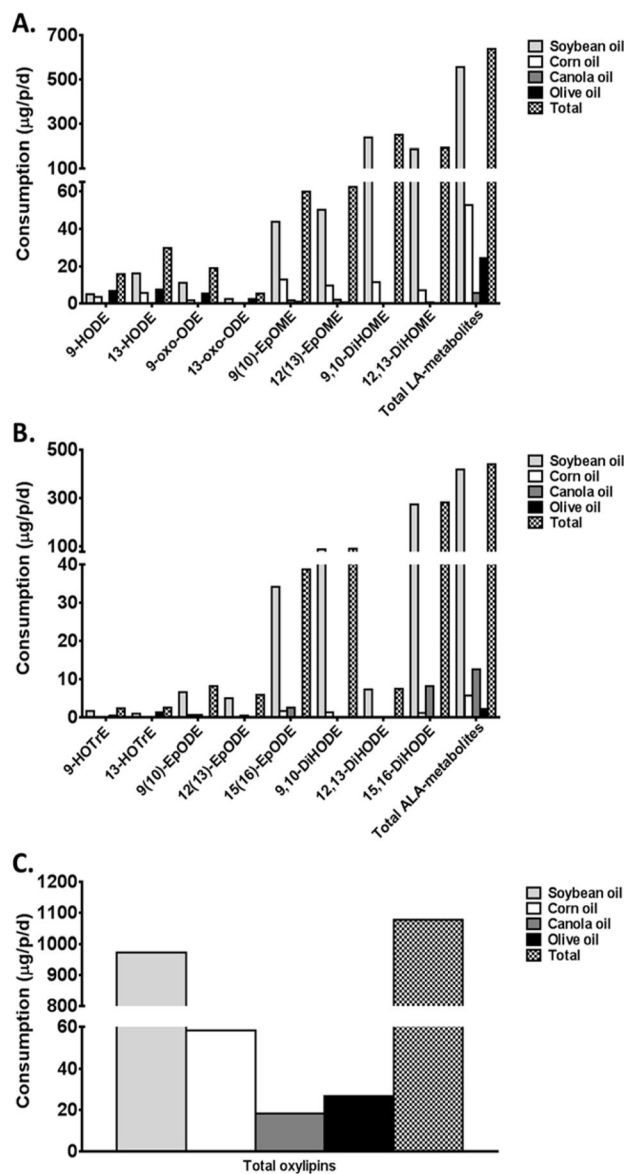 A.
Consumption (µg/p/d)
700
500
300
100
60
40
20
0
Soybean oil
Corn oil
Canola oil
Olive oil
Total
9-HODE
13-HODE
9-oxo-ODE
13-oxo-ODE
9(10)-EpOME
12(13)-EpOME
9,10-DiHOME
12,13-DiHOME
Total LA-metabolites
B.
Consumption (µg/p/d)
500
300
100
40
30
20
10
0
Soybean oil
Corn oil
Canola oil
Olive oil
Total
9-HOTrE
13-HOTrE
9(10)-EpODE
12(13)-EpODE
15(16)-EpODE
9,10-DiHODE
12,13-DiHODE
15,16-DiHODE
Total ALA-metabolites
C.
Consumption (µg/p/d)
1200
1100
1000
900
800
60
40
20
0
Soybean oil
Corn oil
Canola oil
Olive oil
Total
Total oxylipins